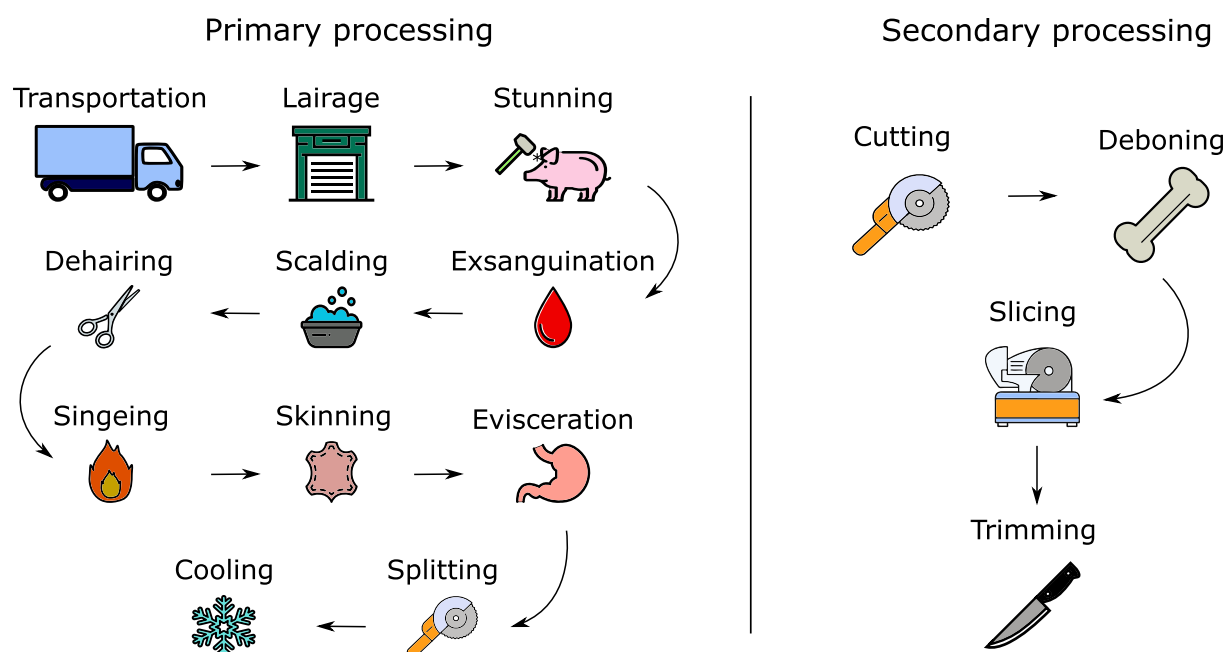 Primary processing
Secondary processing
Transportation
Lairage
Stunning
Exsanguination
Scalding
Dehairing
Singeing
Skinning
Evisceration
Splitting
Cooling
Cutting
Deboning
Slicing
Trimming